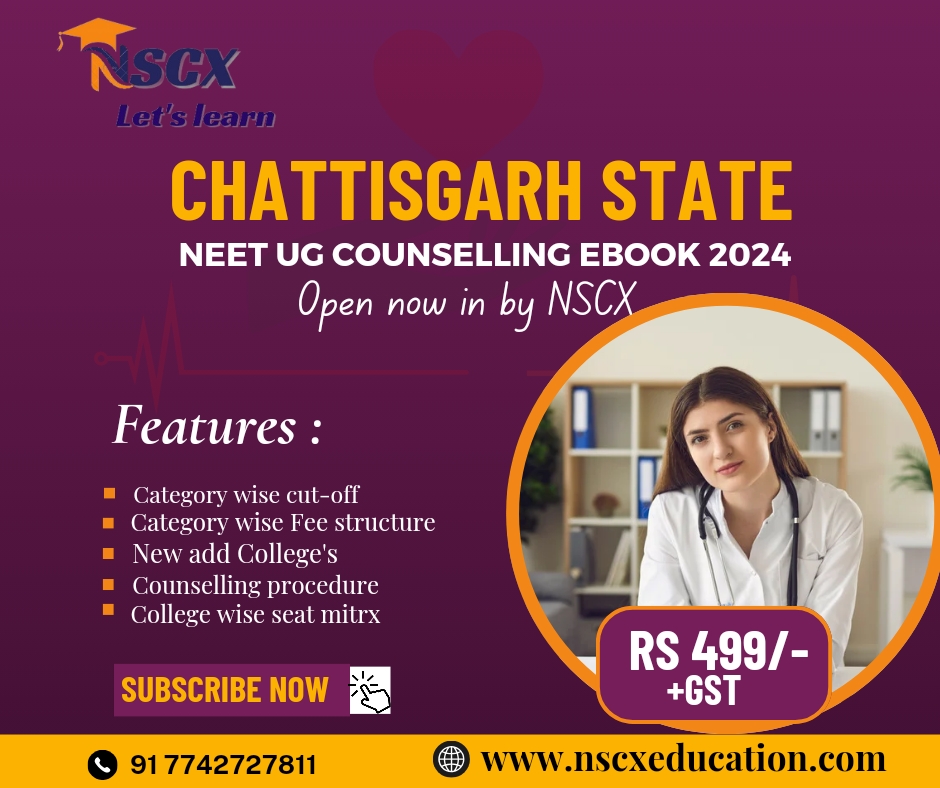 NSCX
Let's learn
CHATTISGARH STATE
NEET UG COUNSELLING EBOOK 2024
Open now in by NSCX
Features :
Category wise cut-off
Category wise Fee structure
New add College's
Counselling procedure
College wise seat mitrx
RS 499/-
+GST
SUBSCRIBE NOW
91 7742727811
www.nscxeducation.com